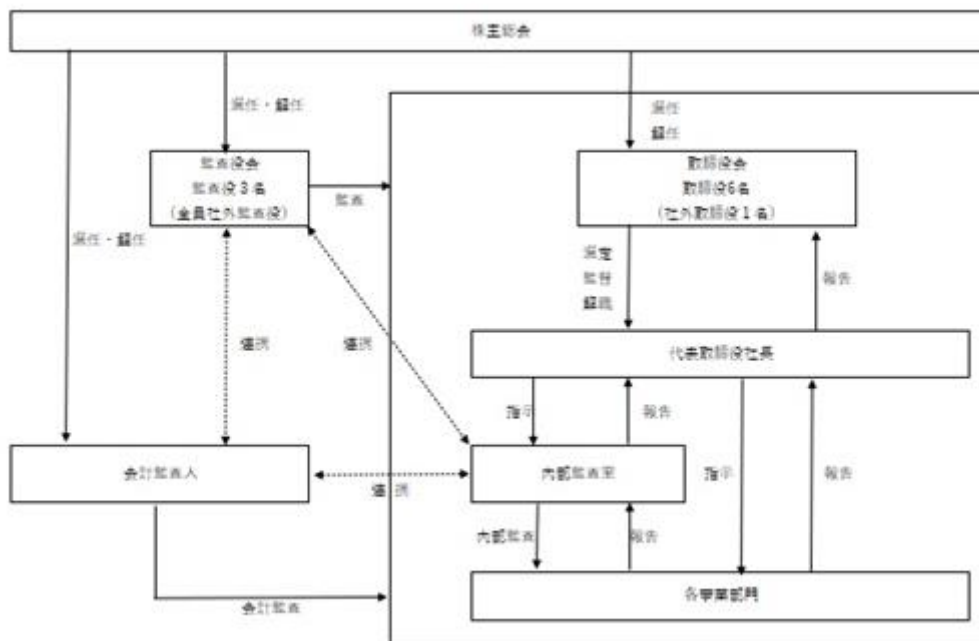 株主総会
選任・解任
選任
解任
監査役会
監査役3名
(全員社外監査役)
監査
取締役会
取締役6名
(社外取締役1名)
選任・解任
選定
監督
解職
報告
連携
連携
代表取締役社長
指示
報告
会計監査人
連携
内部監査室
指示
報告
内部監査
報告
各事業部門
会計監査